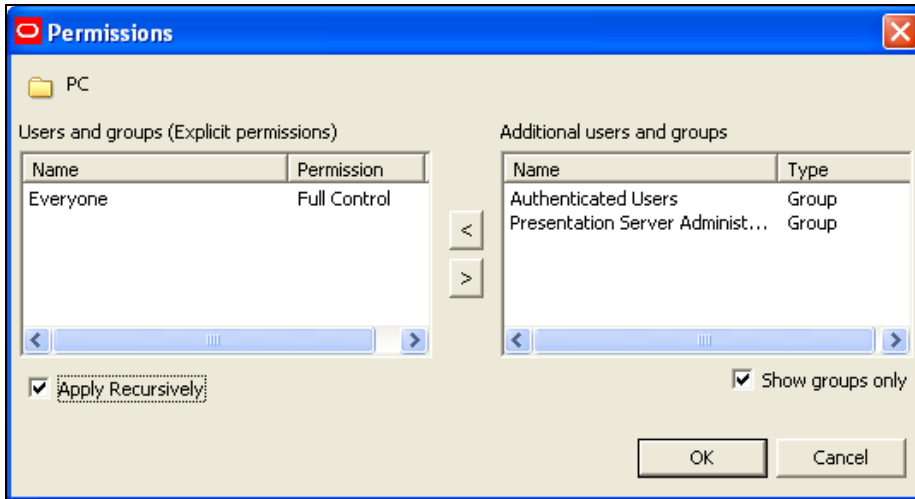 Permissions
PC
Users and groups (Explicit permissions)
Name Permission
Everyone Full Control
<
>
Apply Recursively
Additional users and groups
Name Type
Authenticated Users Group
Presentation Server Administ... Group
Show groups only
OK Cancel